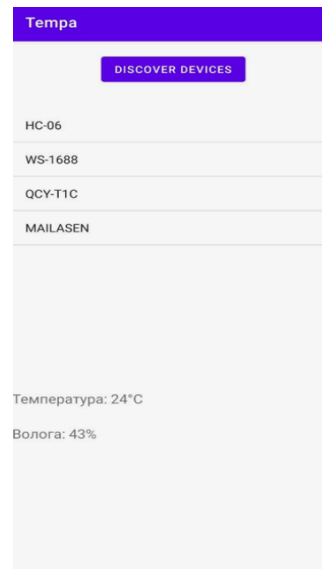 Tempa
DISCOVER DEVICES
HC-06
WS-1688
QCY-T1C
MAILASEN
Температура: 24°C
Волога: 43%